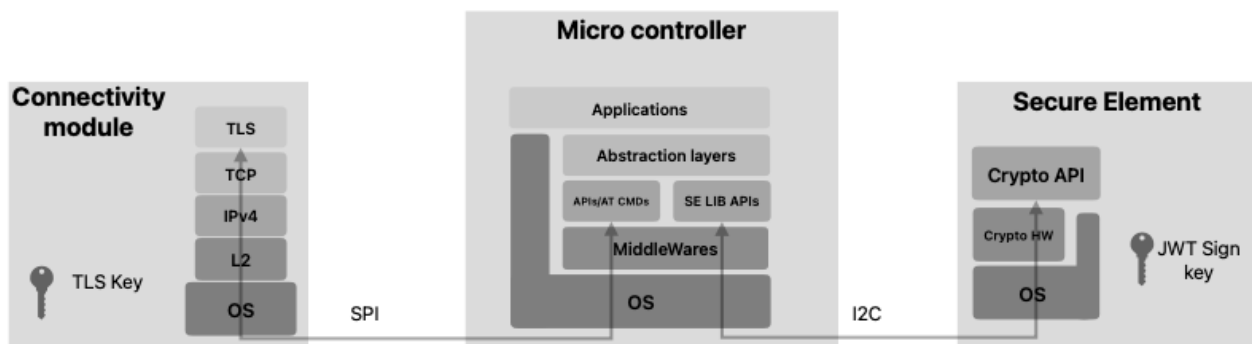 Micro controller
Connectivity
module
TLS
TCP
IPv4
L2
OS
TLS Key
SPI
Applications
Abstraction layers
APIs/AT CMDs
SE LIB APIs
MiddleWares
OS
I2C
Secure Element
Crypto API
Crypto HW
OS
JWT Sign
key